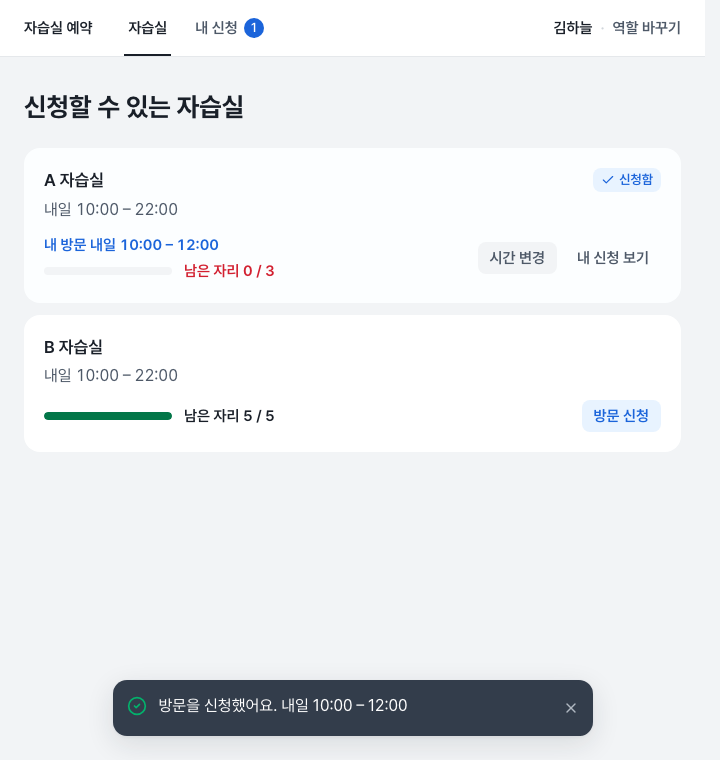 자습실 예약 자습실 내 신청 1 김하늘 · 역할 바꾸기
신청할 수 있는 자습실
A 자습실 신청함
내일 10:00 – 22:00
내 방문 내일 10:00 – 12:00
남은 자리 0 / 3 시간 변경 내 신청 보기
B 자습실
내일 10:00 – 22:00
남은 자리 5 / 5 방문 신청
방문을 신청했어요. 내일 10:00 – 12:00